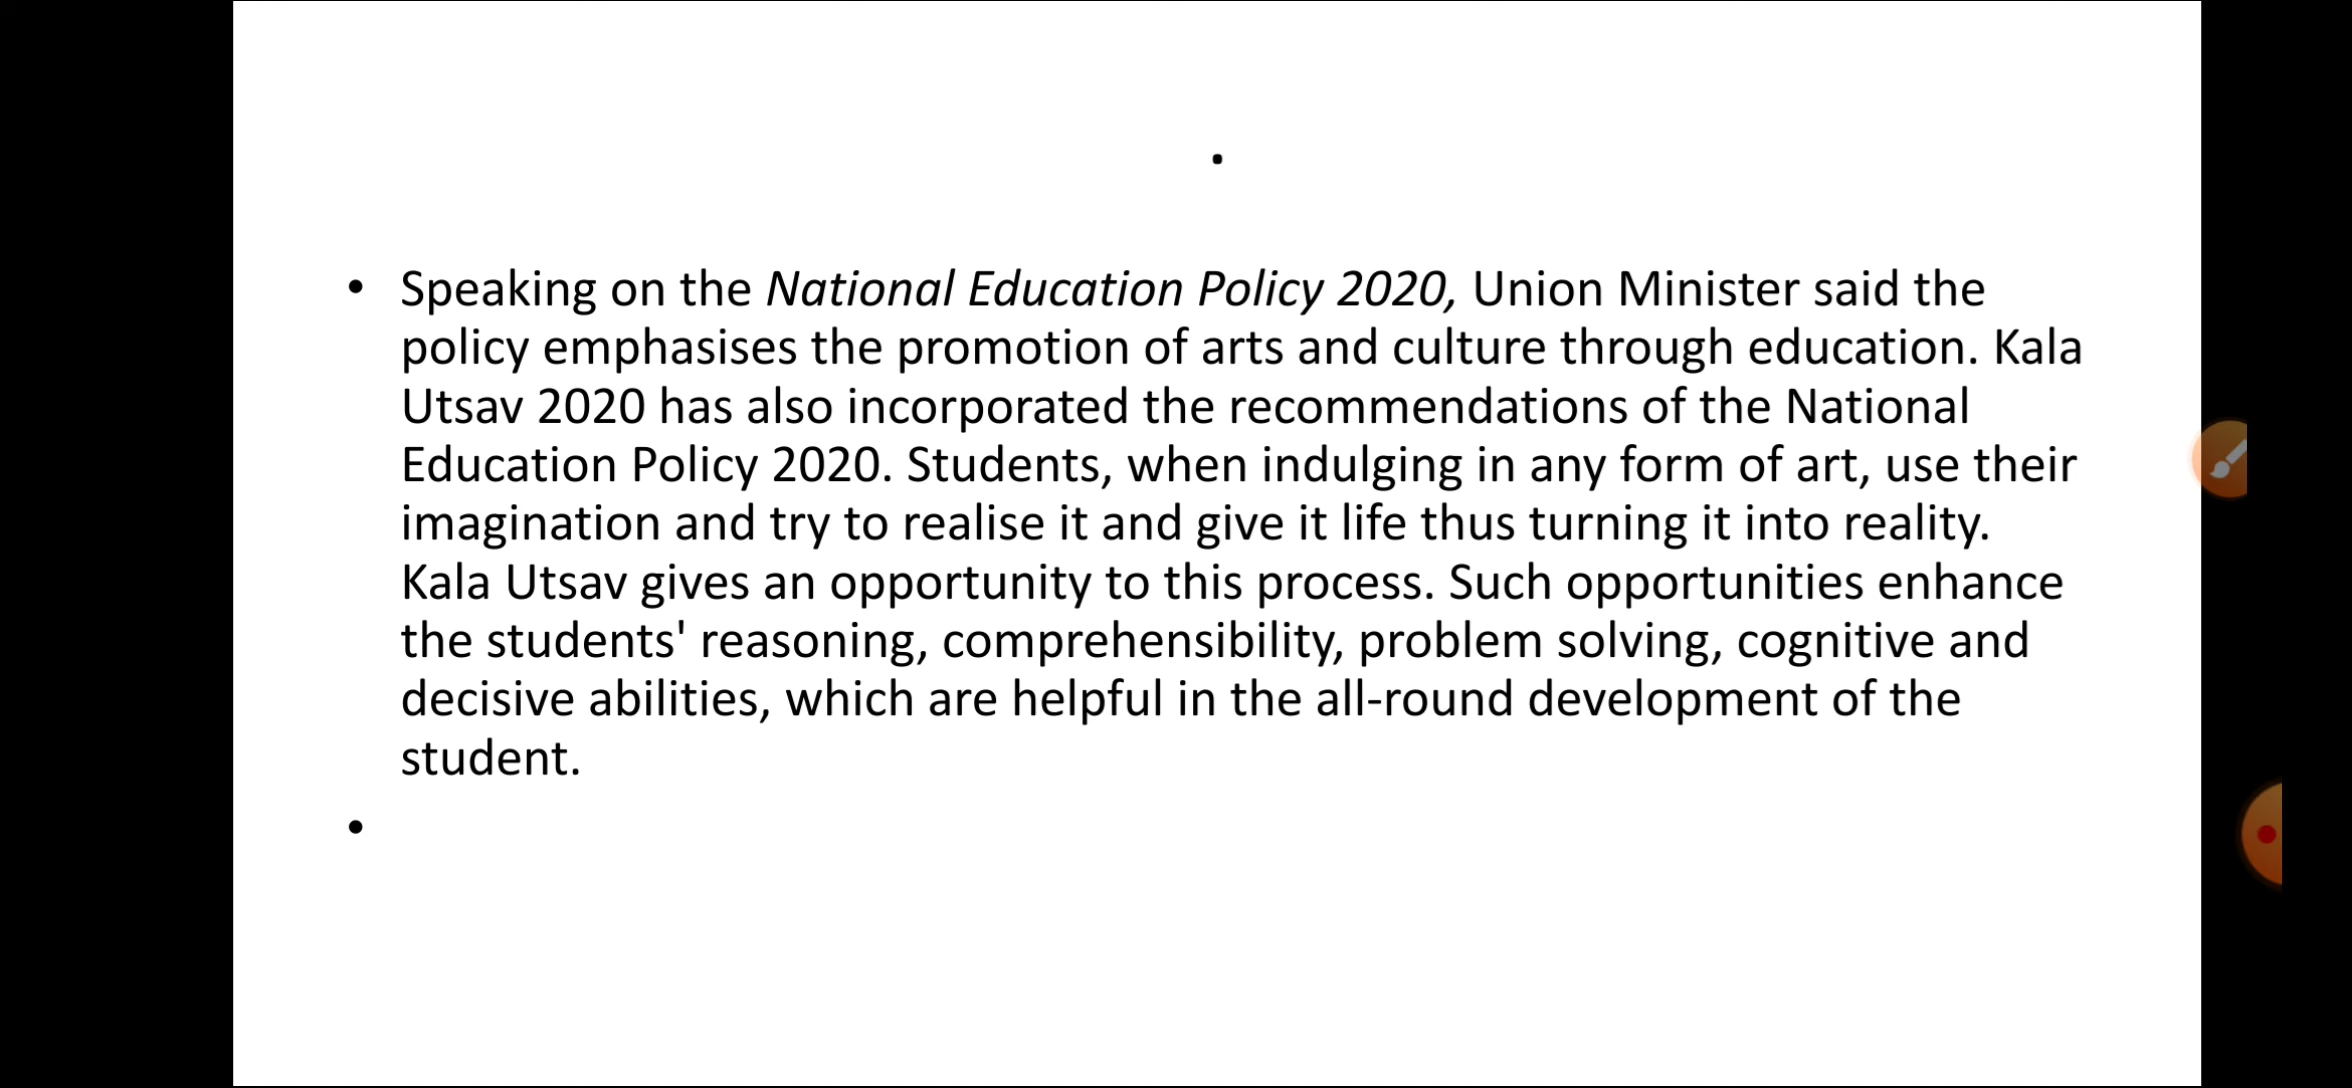 .
• Speaking on the National Education Policy 2020, Union Minister said the
policy emphasises the promotion of arts and culture through education. Kala
Utsav 2020 has also incorporated the recommendations of the National
Education Policy 2020. Students, when indulging in any form of art, use their
imagination and try to realise it and give it life thus turning it into reality.
Kala Utsav gives an opportunity to this process. Such opportunities enhance
the students' reasoning, comprehensibility, problem solving, cognitive and
decisive abilities, which are helpful in the all-round development of the
student.
•